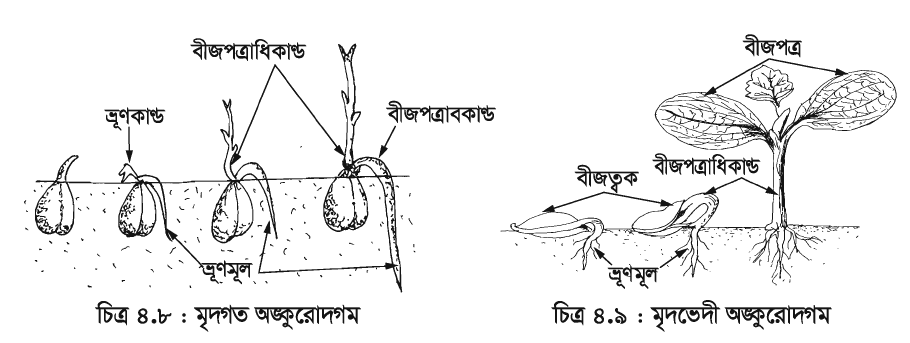 বীজপত্রাধিকান্ড
ভ্রূণকান্ড
বীজপত্রাবকান্ড
ভ্রূণমূল
চিত্র ৪.৮ : মৃদগত অঙ্কুরোদগম
বীজপত্র
বীজত্বক
বীজপত্রাধিকান্ড
ভ্রূণমূল
চিত্র ৪.৯ : মৃদভেদী অঙ্কুরোদগম